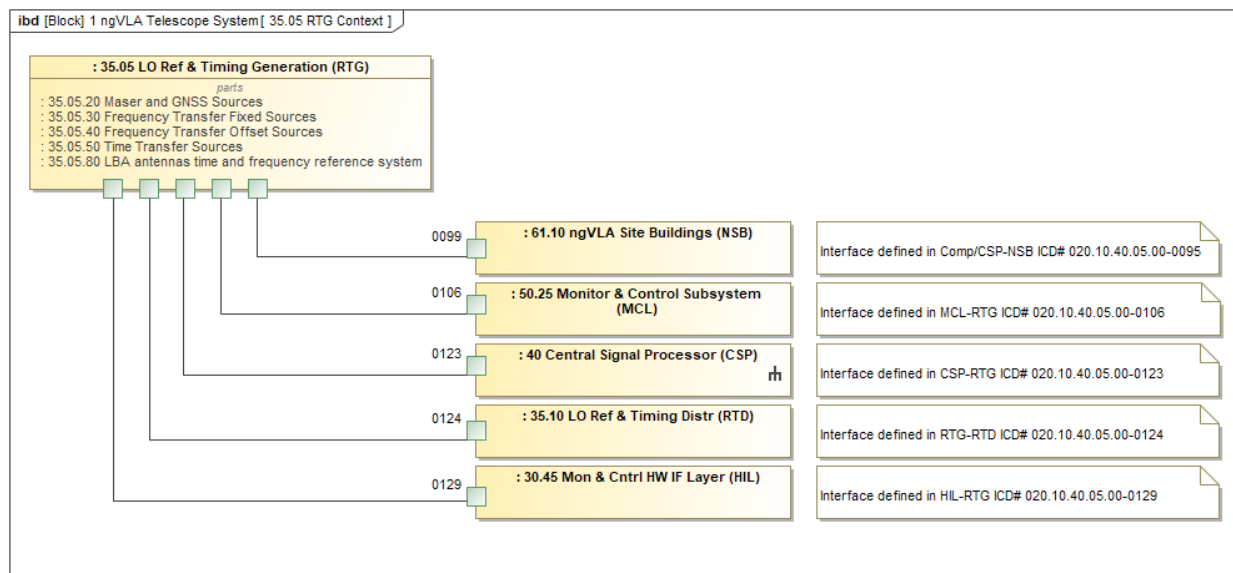 ibd [Block] 1 ngVLA Telescope System[ 35.05 RTG Context ]
: 35.05 LO Ref & Timing Generation (RTG)
parts
: 35.05.20 Maser and GNSS Sources
: 35.05.30 Frequency Transfer Fixed Sources
: 35.05.40 Frequency Transfer Offset Sources
: 35.05.50 Time Transfer Sources
: 35.05.80 LBA antennas time and frequency reference system
0099
: 61.10 ngVLA Site Buildings (NSB)
Interface defined in Comp/CSP-NSB ICD# 020.10.40.05.00-0095
0106
: 50.25 Monitor & Control Subsystem
(MCL)
Interface defined in MCL-RTG ICD# 020.10.40.05.00-0106
0123
: 40 Central Signal Processor (CSP)
Interface defined in CSP-RTG ICD# 020.10.40.05.00-0123
0124
: 35.10 LO Ref & Timing Distr (RTD)
Interface defined in RTG-RTD ICD# 020.10.40.05.00-0124
0129
: 30.45 Mon & Cntrl HW IF Layer (HIL)
Interface defined in HIL-RTG ICD# 020.10.40.05.00-0129